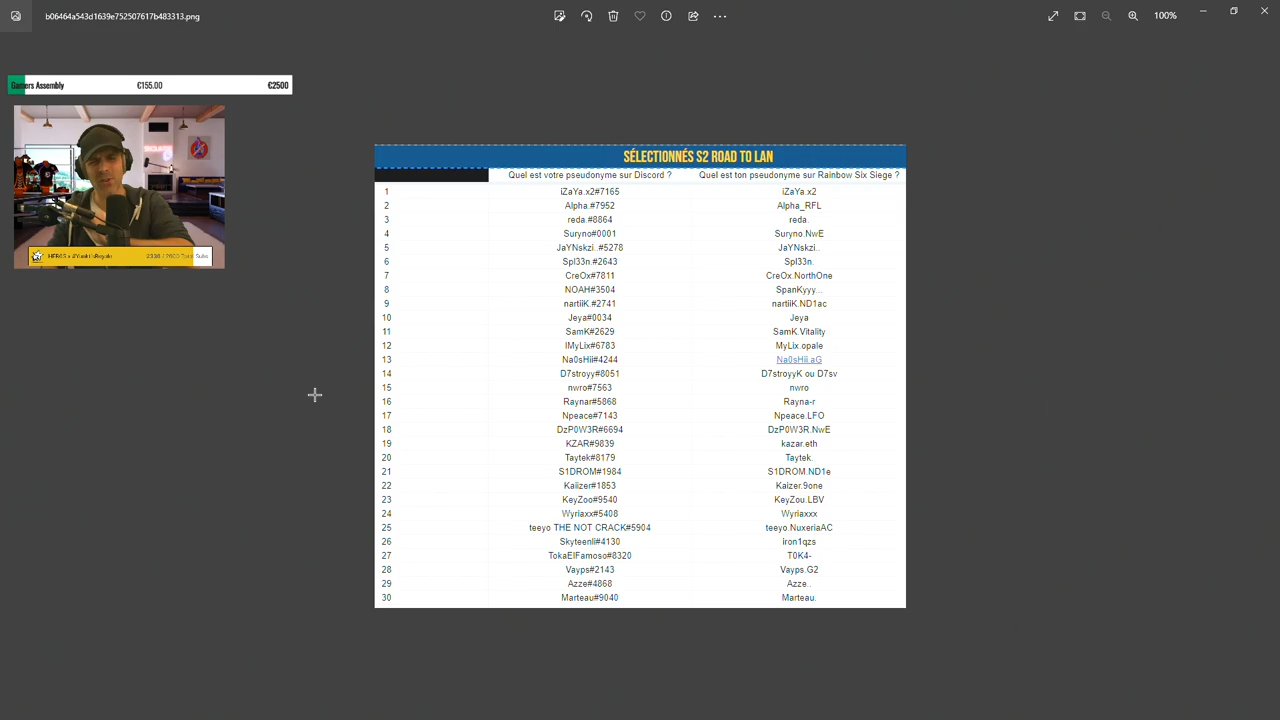 b06464a543d1639e752507617b483313.png
100%
Gamers Assembly €155.00 €2500
SÉLECTIONNÉS S2 ROAD TO LAN
Quel est votre pseudonyme sur Discord ? Quel est ton pseudonyme sur Rainbow Six Siege ?
1 iZaYa.x2#7165 iZaYa.x2
2 Alpha.#7952 Alpha_RFL
3 reda.#8864 reda.
4 Suryno#0001 Suryno.NwE
5 JaYNskzi..#5278 JaYNskzi..
6 Spl33n.#2643 Spl33n.
7 CreOx#7811 CreOx.NorthOne
8 NOAH#3504 SpanKyyy...
9 nartiiK.#2741 nartiiK.ND1ac
10 Jeya#0034 Jeya
11 SamK#2629 SamK.Vitality
12 IMyLix#6783 MyLix.opale
13 Na0sHii#4244 Na0sHii.aG
14 D7stroyy#8051 D7stroyyK ou D7sv
15 nwro#7563 nwro
16 Raynar#5868 Rayna-r
17 Npeace#7143 Npeace.LFO
18 DzP0W3R#6694 DzP0W3R.NwE
19 KZAR#9839 kazar.eth
20 Taytek#8179 Taytek.
21 S1DROM#1984 S1DROM.ND1e
22 Kaiizer#1853 Kaizer.9one
23 KeyZoo#9540 KeyZou.LBV
24 Wyriaxx#5408 Wyriaxxx
25 teeyo THE NOT CRACK#5904 teeyo.NuxeriaAC
26 Skyteenli#4130 iron1qzs
27 TokaElFamoso#8320 T0K4-
28 Vayps#2143 Vayps.G2
29 Azze#4868 Azze..
30 Marteau#9040 Marteau.